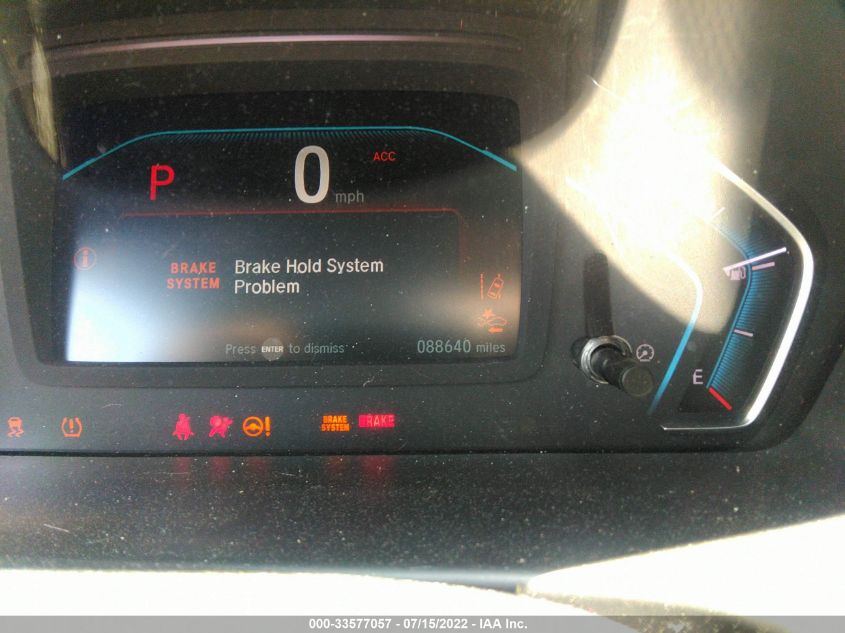 P
0 mph
ACC
BRAKE SYSTEM
Brake Hold System
Problem
Press ENTER to dismiss
088640 miles
E
BRAKE SYSTEM
BRAKE
000-33577057 - 07/15/2022 - IAA Inc.